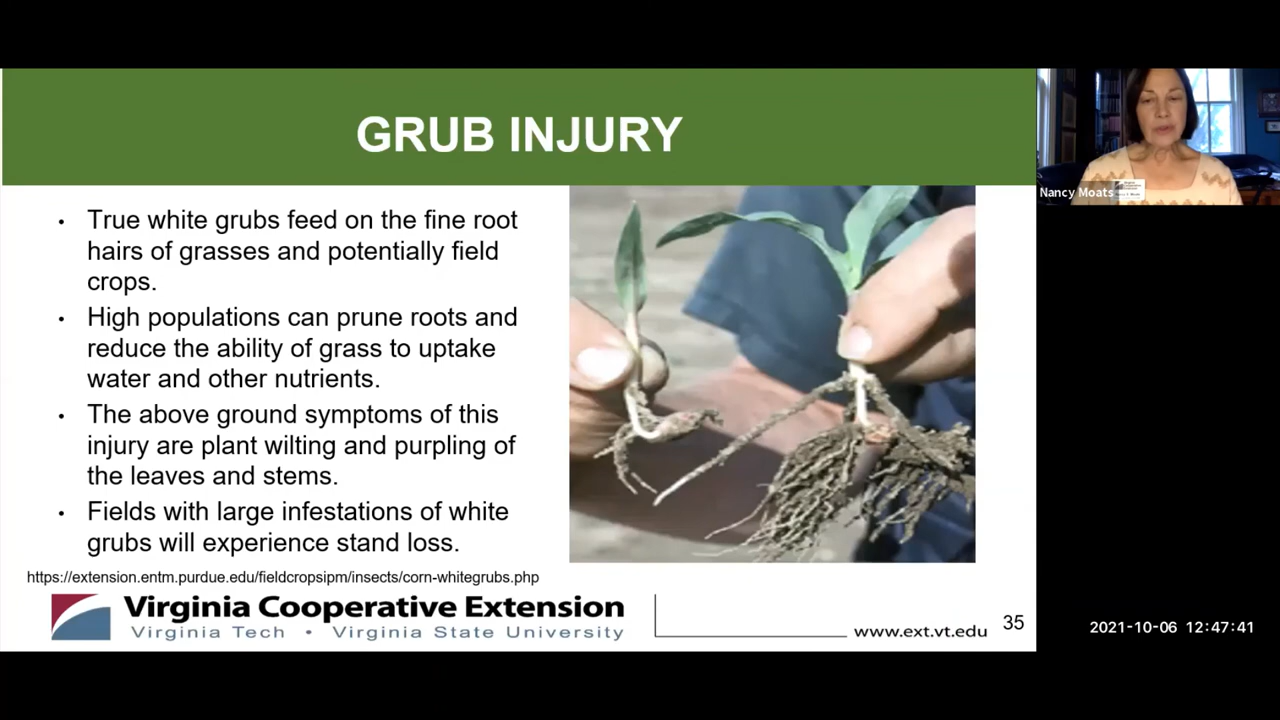 GRUB INJURY
• True white grubs feed on the fine root
hairs of grasses and potentially field
crops.
• High populations can prune roots and
reduce the ability of grass to uptake
water and other nutrients.
• The above ground symptoms of this
injury are plant wilting and purpling of
the leaves and stems.
• Fields with large infestations of white
grubs will experience stand loss.
https://extension.entm.purdue.edu/fieldcropsipm/insects/corn-whitegrubs.php
Virginia Cooperative Extension
Virginia Tech • Virginia State University
www.ext.vt.edu
35
Nancy Moats
2021-10-06 12:47:41